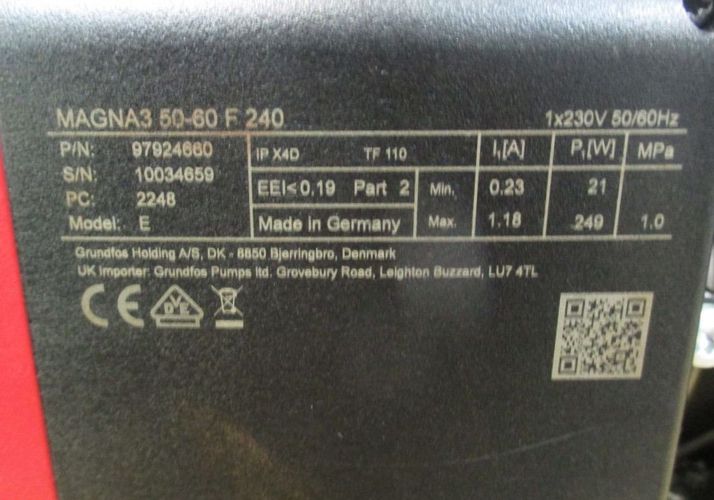 MAGNA3 50-60 F 240 1x230V 50/60Hz
P/N: 97924660 IP X4D TF 110 I₁[A] P₁[W] MPa
S/N: 10034659 EEI≤0.19 Part 2 Min. 0.23 21
PC: 2248
Model: E Made in Germany Max. 1.18 249 1.0
Grundfos Holding A/S, DK - 8850 Bjerringbro, Denmark
UK Importer: Grundfos Pumps ltd. Grovebury Road, Leighton Buzzard, LU7 4TL
CE DVE